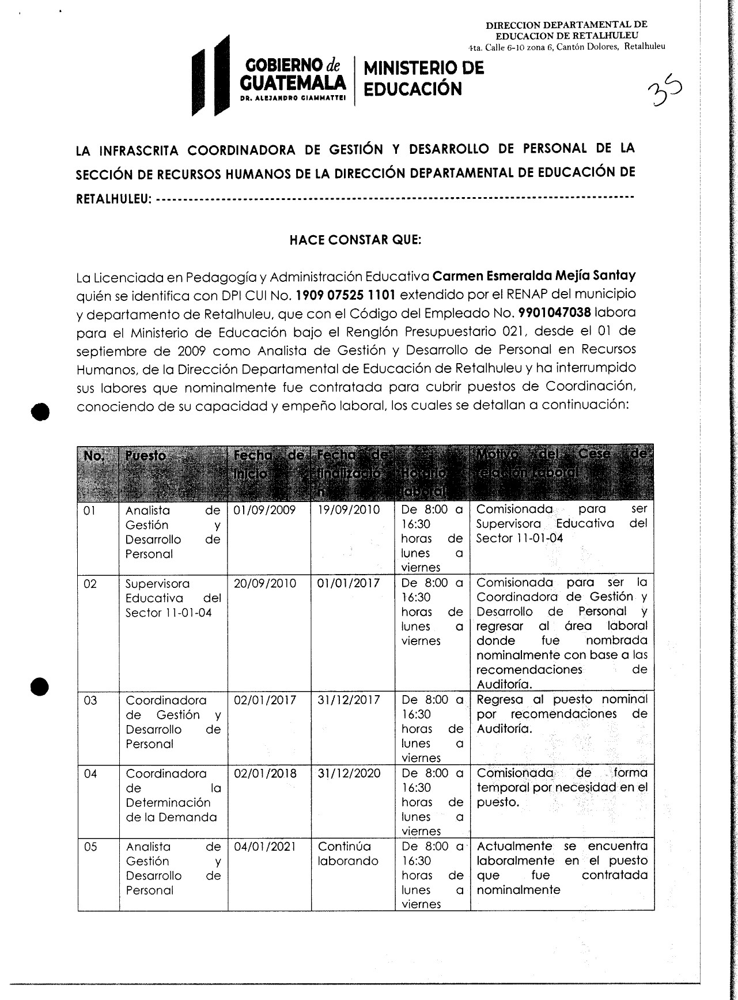 DIRECCION DEPARTAMENTAL DE
EDUCACION DE RETALHULEU
4ta. Calle 6-10 zona 6, Cantón Dolores, Retalhuleu
GOBIERNO de
GUATEMALA
DR. ALEJANDRO GIAMMATTEI
MINISTERIO DE
EDUCACIÓN
35
LA INFRASCRITA COORDINADORA DE GESTIÓN Y DESARROLLO DE PERSONAL DE LA
SECCIÓN DE RECURSOS HUMANOS DE LA DIRECCIÓN DEPARTAMENTAL DE EDUCACIÓN DE
RETALHULEU: ----------------------------------------------------------------------------------------
HACE CONSTAR QUE:
La Licenciada en Pedagogía y Administración Educativa Carmen Esmeralda Mejía Santay
quién se identifica con DPI CUI No. 1909 07525 1101 extendido por el RENAP del municipio
y departamento de Retalhuleu, que con el Código del Empleado No. 9901047038 labora
para el Ministerio de Educación bajo el Renglón Presupuestario 021, desde el 01 de
septiembre de 2009 como Analista de Gestión y Desarrollo de Personal en Recursos
Humanos, de la Dirección Departamental de Educación de Retalhuleu y ha interrumpido
sus labores que nominalmente fue contratada para cubrir puestos de Coordinación,
conociendo de su capacidad y empeño laboral, los cuales se detallan a continuación:
No.
Puesto
Fecha de
Inicio
Fecha de
finalizació
n
Horario
laboral
Motivo del Cese de
relación Laboral
01
Analista de
Gestión y
Desarrollo de
Personal
01/09/2009
19/09/2010
De 8:00 a
16:30
horas de
lunes a
viernes
Comisionada para ser
Supervisora Educativa del
Sector 11-01-04
02
Supervisora
Educativa del
Sector 11-01-04
20/09/2010
01/01/2017
De 8:00 a
16:30
horas de
lunes a
viernes
Comisionada para ser la
Coordinadora de Gestión y
Desarrollo de Personal y
regresar al área laboral
donde fue nombrada
nominalmente con base a las
recomendaciones de
Auditoría.
03
Coordinadora
de Gestión y
Desarrollo de
Personal
02/01/2017
31/12/2017
De 8:00 a
16:30
horas de
lunes a
viernes
Regresa al puesto nominal
por recomendaciones de
Auditoría.
04
Coordinadora
de la
Determinación
de la Demanda
02/01/2018
31/12/2020
De 8:00 a
16:30
horas de
lunes a
viernes
Comisionada de forma
temporal por necesidad en el
puesto.
05
Analista de
Gestión y
Desarrollo de
Personal
04/01/2021
Continúa
laborando
De 8:00 a
16:30
horas de
lunes a
viernes
Actualmente se encuentra
laboralmente en el puesto
que fue contratada
nominalmente